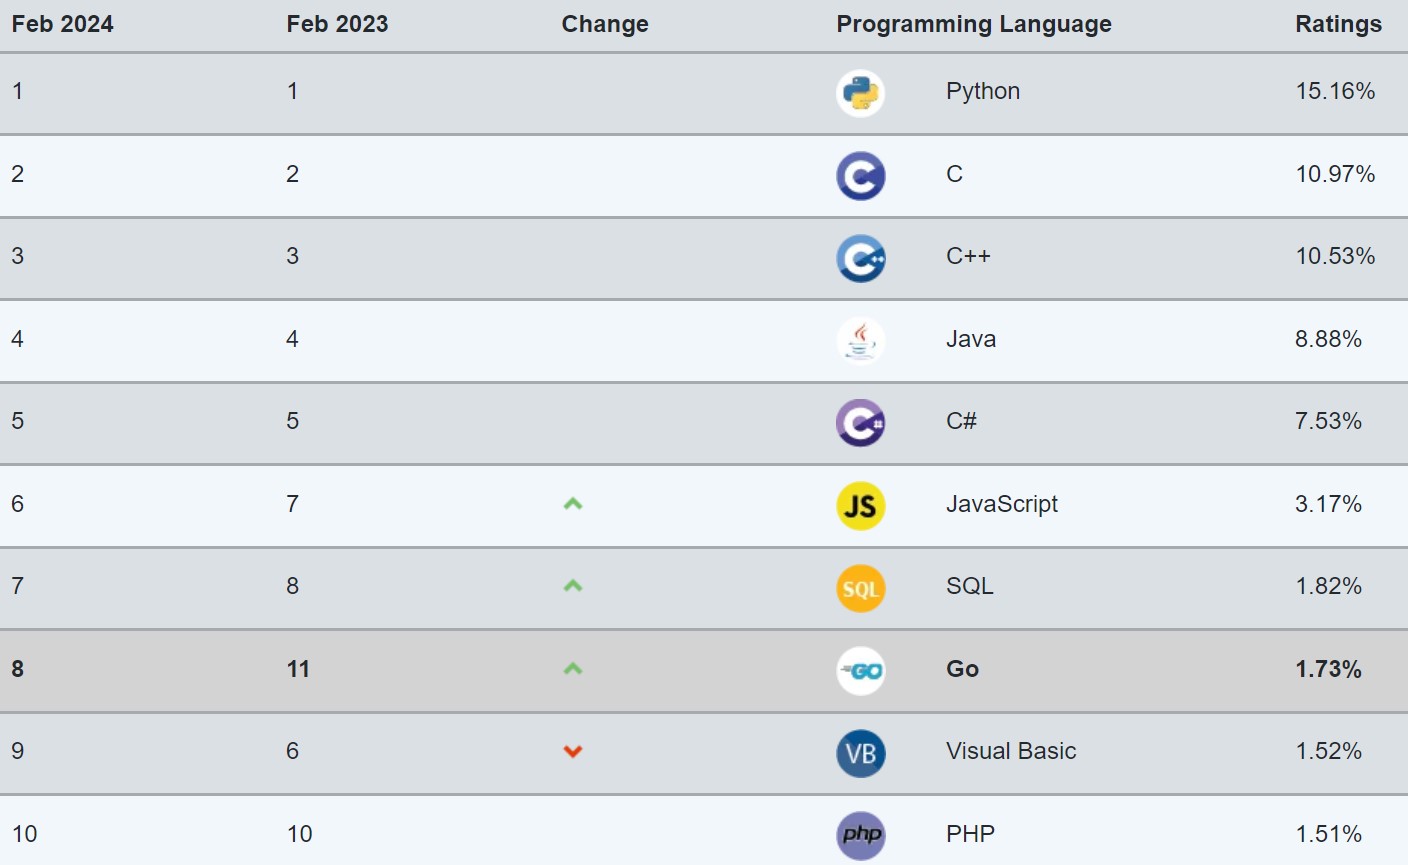 Feb 2024 Feb 2023 Change Programming Language Ratings
1 1 Python 15.16%
2 2 C C 10.97%
3 3 C++ C++ 10.53%
4 4 Java 8.88%
5 5 C# C# 7.53%
6 7 JS JavaScript 3.17%
7 8 SQL SQL 1.82%
8 11 GO Go 1.73%
9 6 VB Visual Basic 1.52%
10 10 php PHP 1.51%